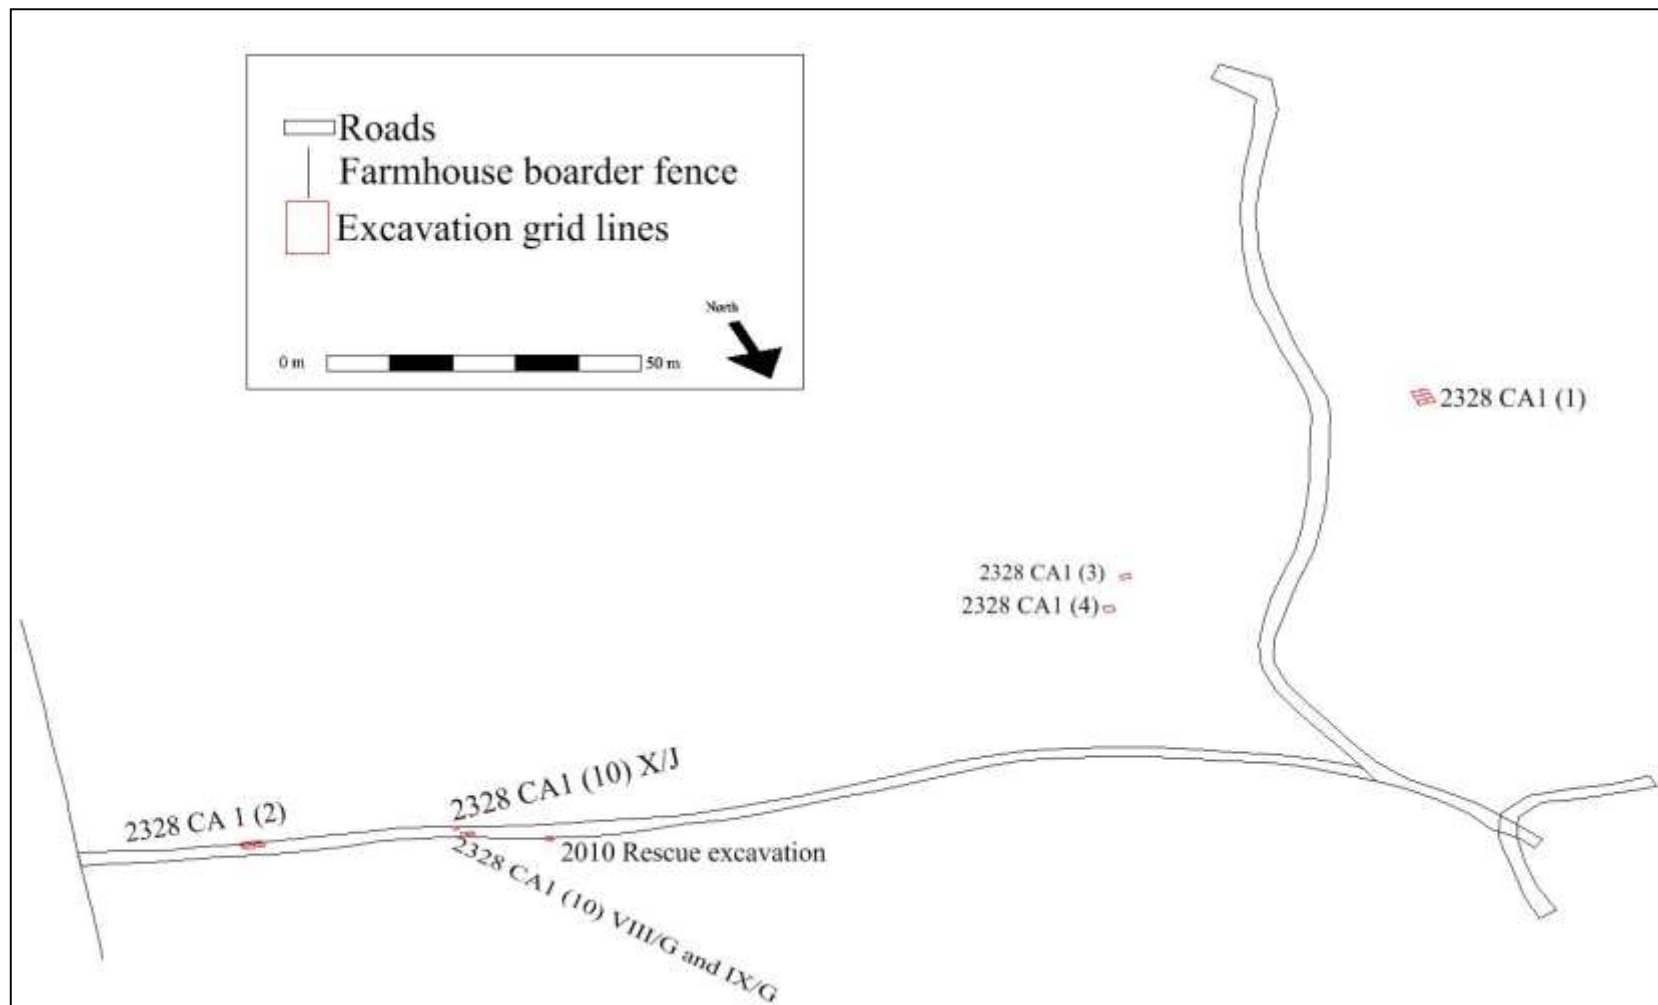 Roads
Farmhouse boarder fence
Excavation grid lines
North
0 m
50 m
2328 CA1 (1)
2328 CA1 (3)
2328 CA1 (4)
2328 CA1 (10) X/J
2328 CA 1 (2)
2010 Rescue excavation
2328 CA1 (10) VIII/G and IX/G